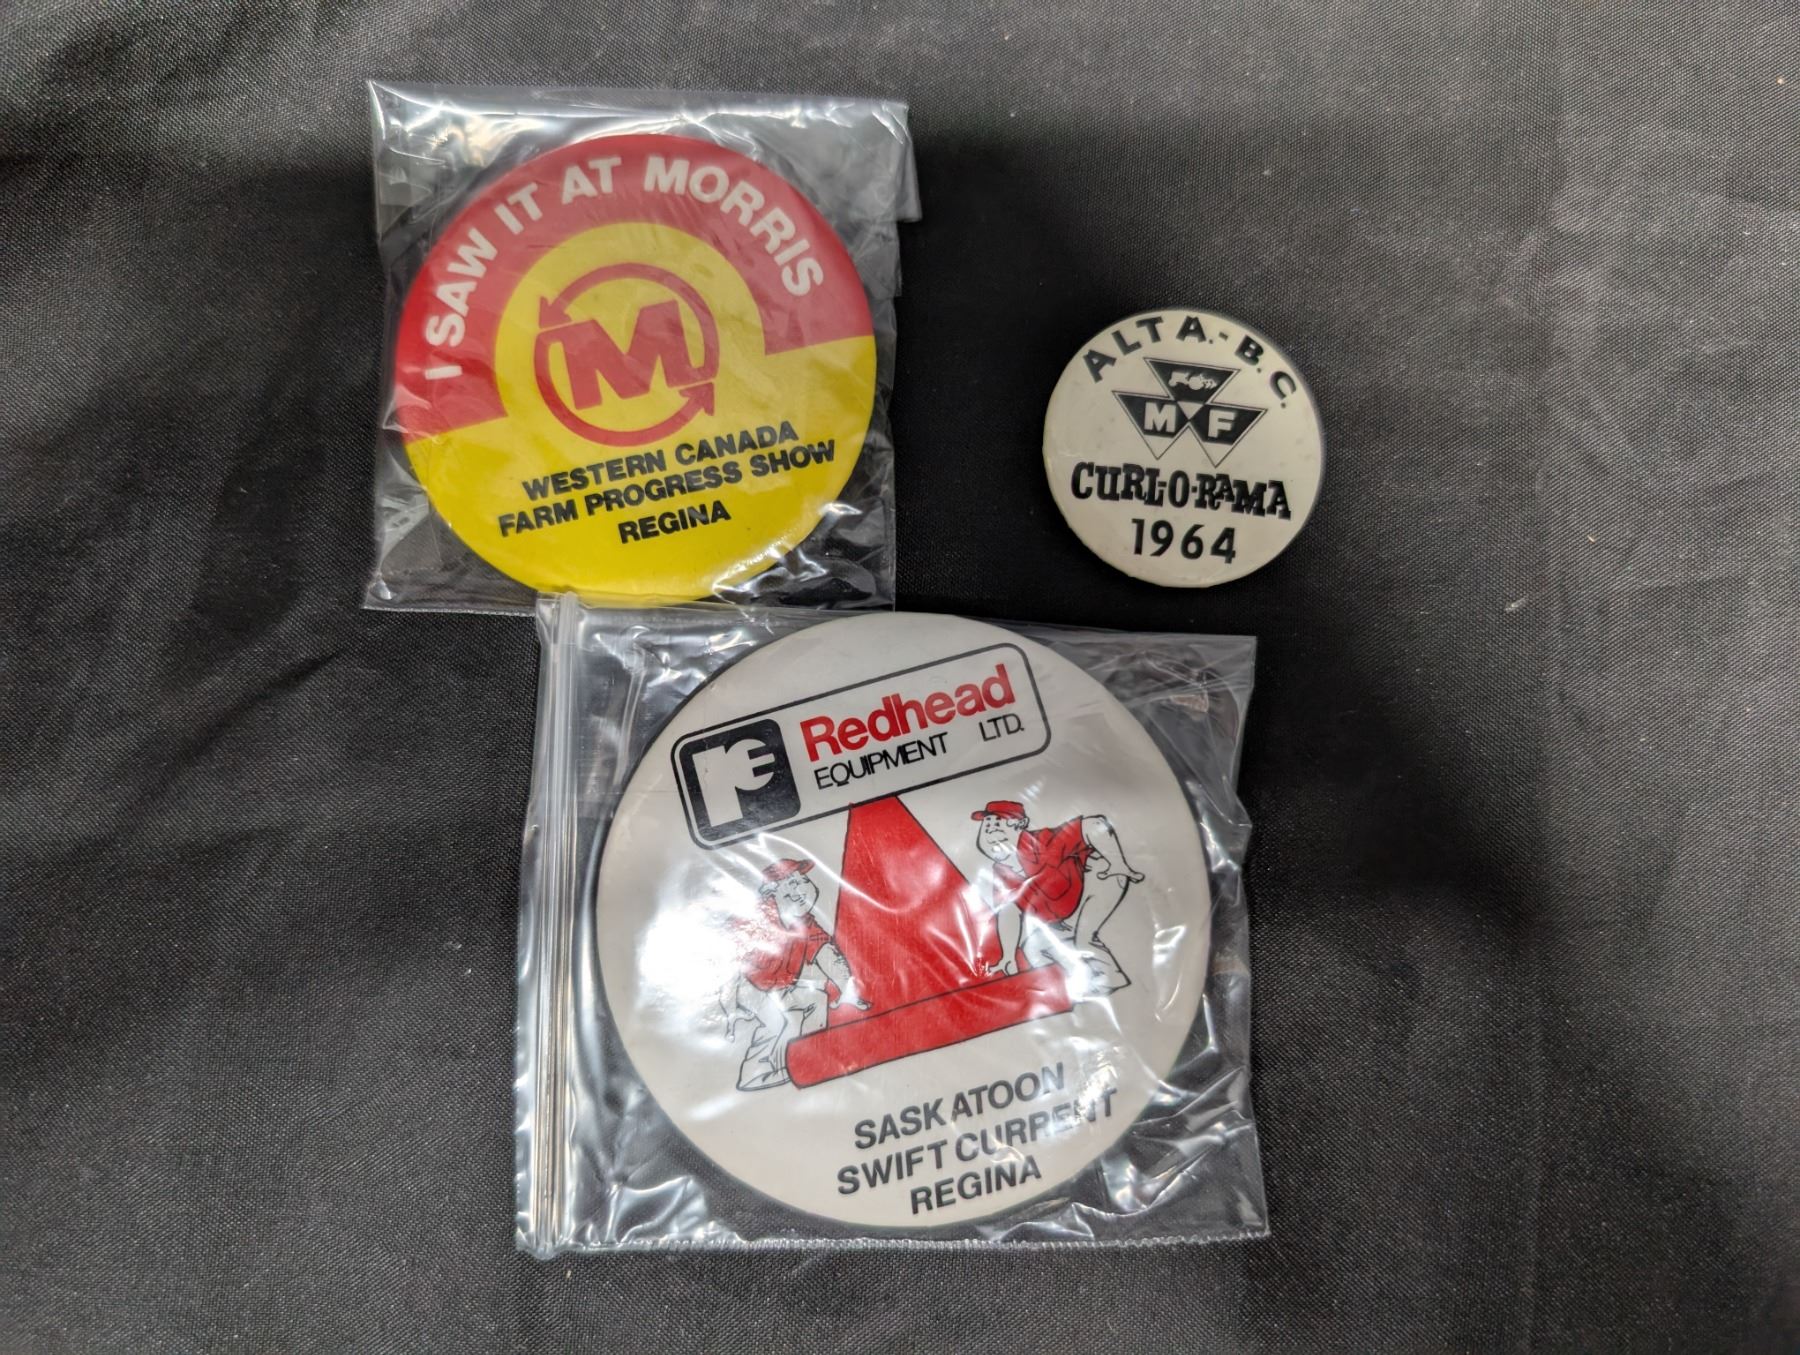 I SAW IT AT MORRIS
M
WESTERN CANADA
FARM PROGRESS SHOW
REGINA
ALTA.-B.C.
M F
CURL-O-RAMA
1964
re Redhead
EQUIPMENT LTD.
SASKATOON
SWIFT CURRENT
REGINA